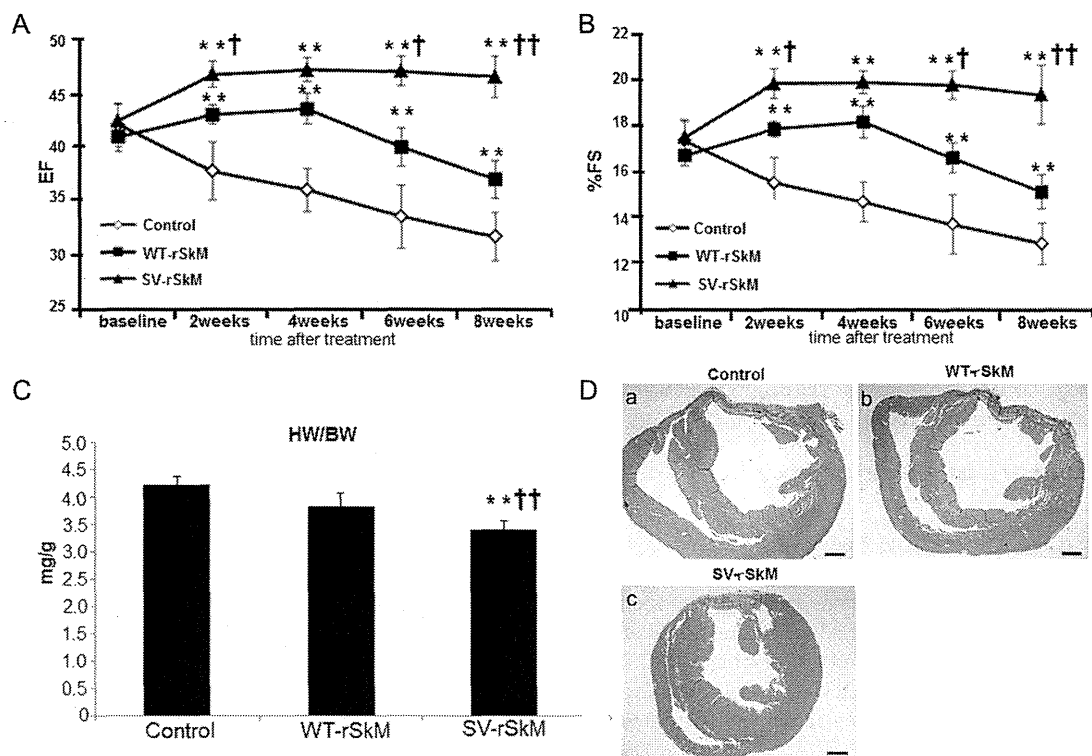 A
EF
50
45
40
35
30
25
**†
**
**†
**††
**
**
**
**
Control
WT-rSkM
SV-rSkM
baseline 2weeks 4weeks 6weeks 8weeks
time after treatment
B
%FS
22
20
18
16
14
12
10
**†
**
**†
**††
**
**
**
**
Control
WT-rSkM
SV-rSkM
baseline 2weeks 4weeks 6weeks 8weeks
time after treatment
C
HW/BW
mg/g
5.0
4.5
4.0
3.5
3.0
2.5
2.0
1.5
1.0
0.5
0
**††
Control WT-rSkM SV-rSkM
D
Control
a
WT-rSkM
b
SV-rSkM
c